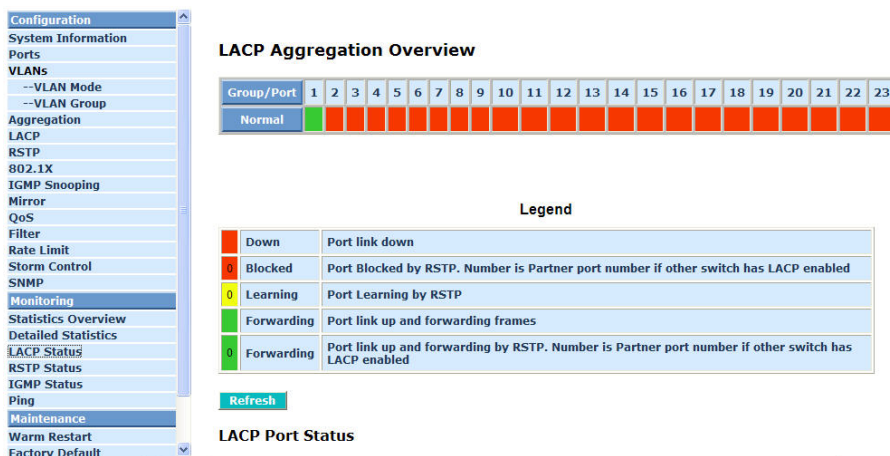 Configuration
System Information
Ports
VLANs
--VLAN Mode
--VLAN Group
Aggregation
LACP
RSTP
802.1X
IGMP Snooping
Mirror
QoS
Filter
Rate Limit
Storm Control
SNMP
Monitoring
Statistics Overview
Detailed Statistics
LACP Status
RSTP Status
IGMP Status
Ping
Maintenance
Warm Restart
Factory Default
LACP Aggregation Overview
Group/Port 1 2 3 4 5 6 7 8 9 10 11 12 13 14 15 16 17 18 19 20 21 22 23
Normal
Legend
Down Port link down
0 Blocked Port Blocked by RSTP. Number is Partner port number if other switch has LACP enabled
0 Learning Port Learning by RSTP
Forwarding Port link up and forwarding frames
0 Forwarding Port link up and forwarding by RSTP. Number is Partner port number if other switch has
LACP enabled
Refresh
LACP Port Status